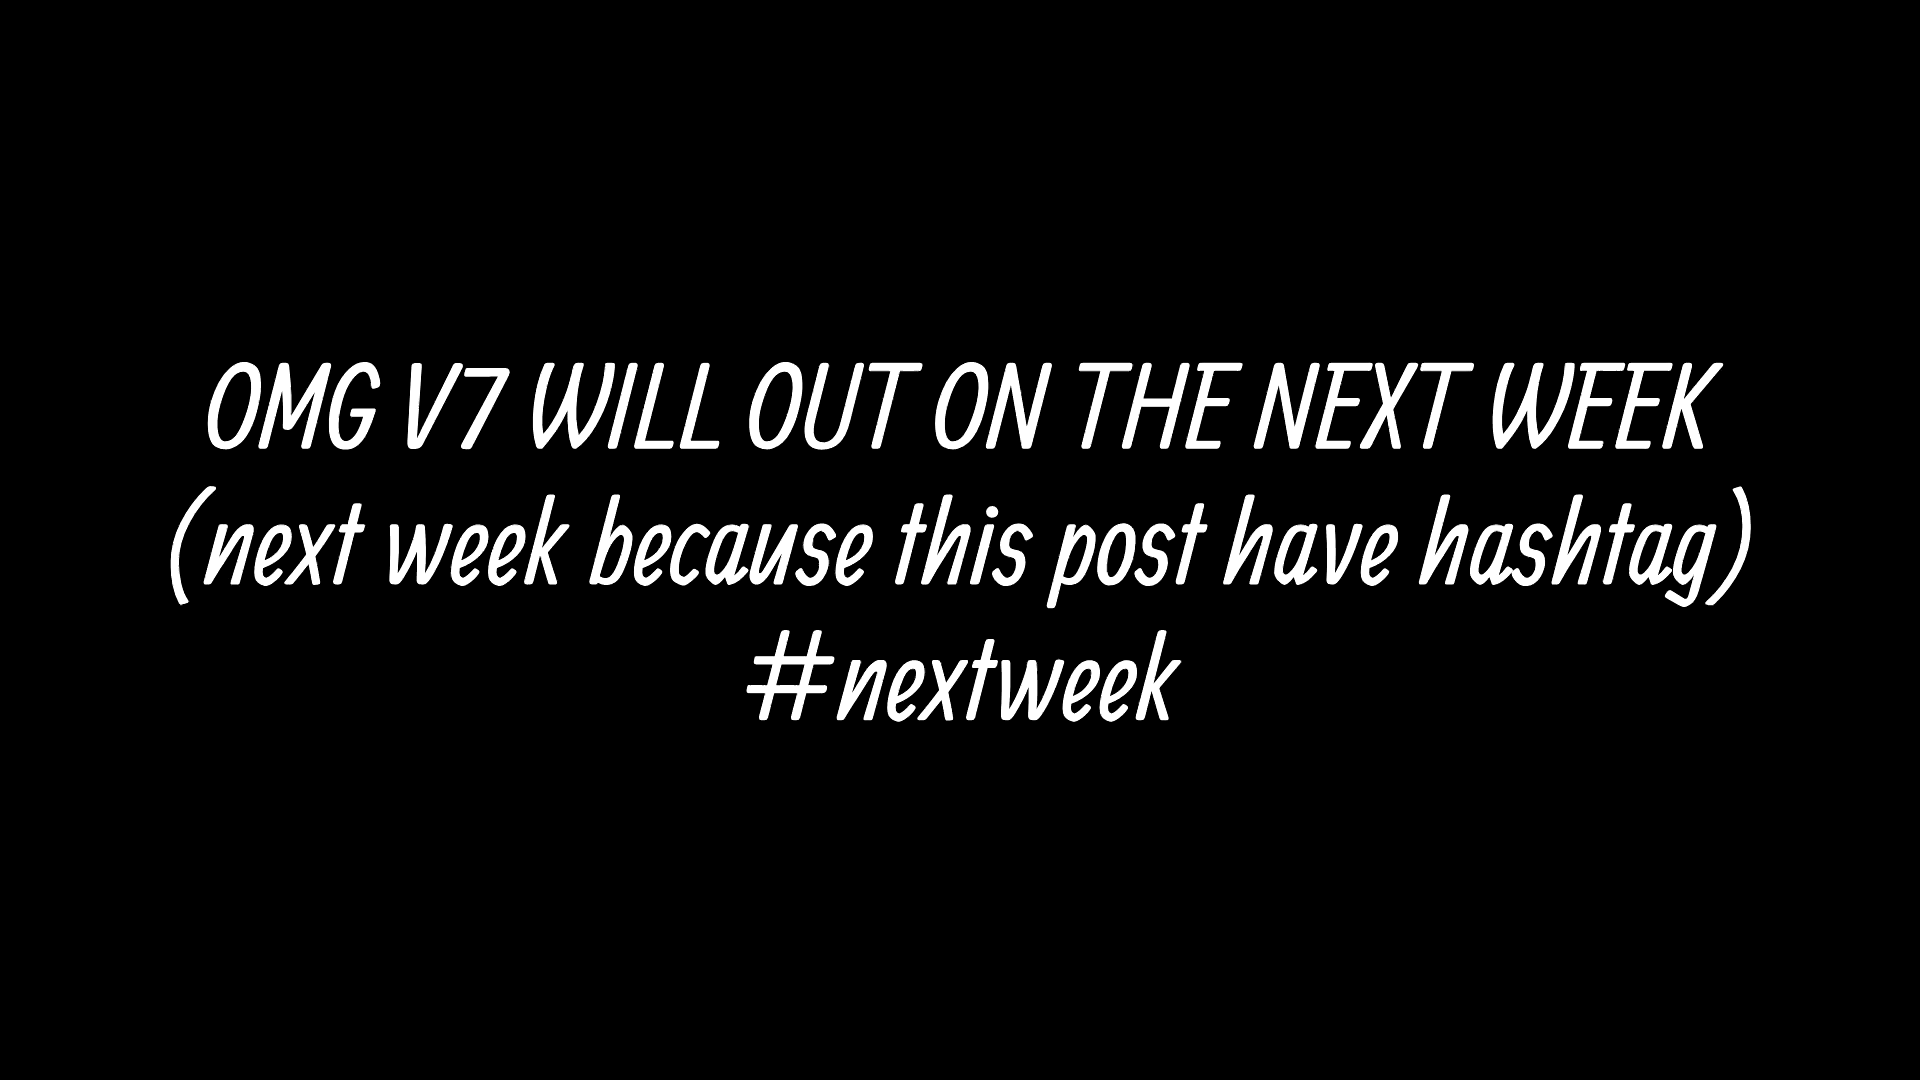 OMG V7 WILL OUT ON THE NEXT WEEK
(next week because this post have hashtag)
#nextweek